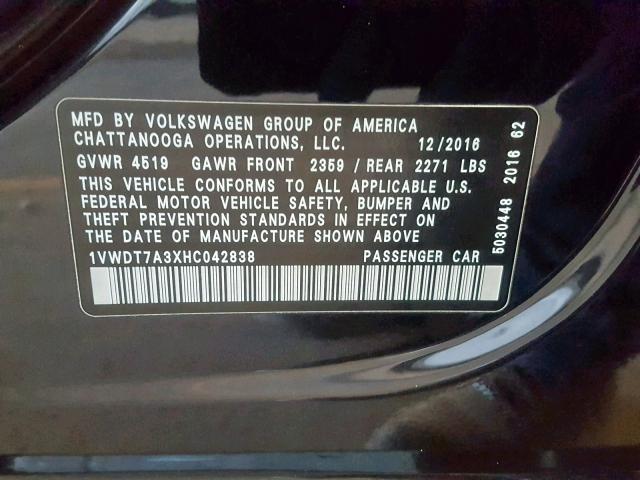 MFD BY VOLKSWAGEN GROUP OF AMERICA
CHATTANOOGA OPERATIONS, LLC. 12/2016
GVWR 4519 GAWR FRONT 2359 / REAR 2271 LBS
THIS VEHICLE CONFORMS TO ALL APPLICABLE U.S.
FEDERAL MOTOR VEHICLE SAFETY, BUMPER AND
THEFT PREVENTION STANDARDS IN EFFECT ON
THE DATE OF MANUFACTURE SHOWN ABOVE
1VWDT7A3XHC042838 PASSENGER CAR
5030448 2016 62